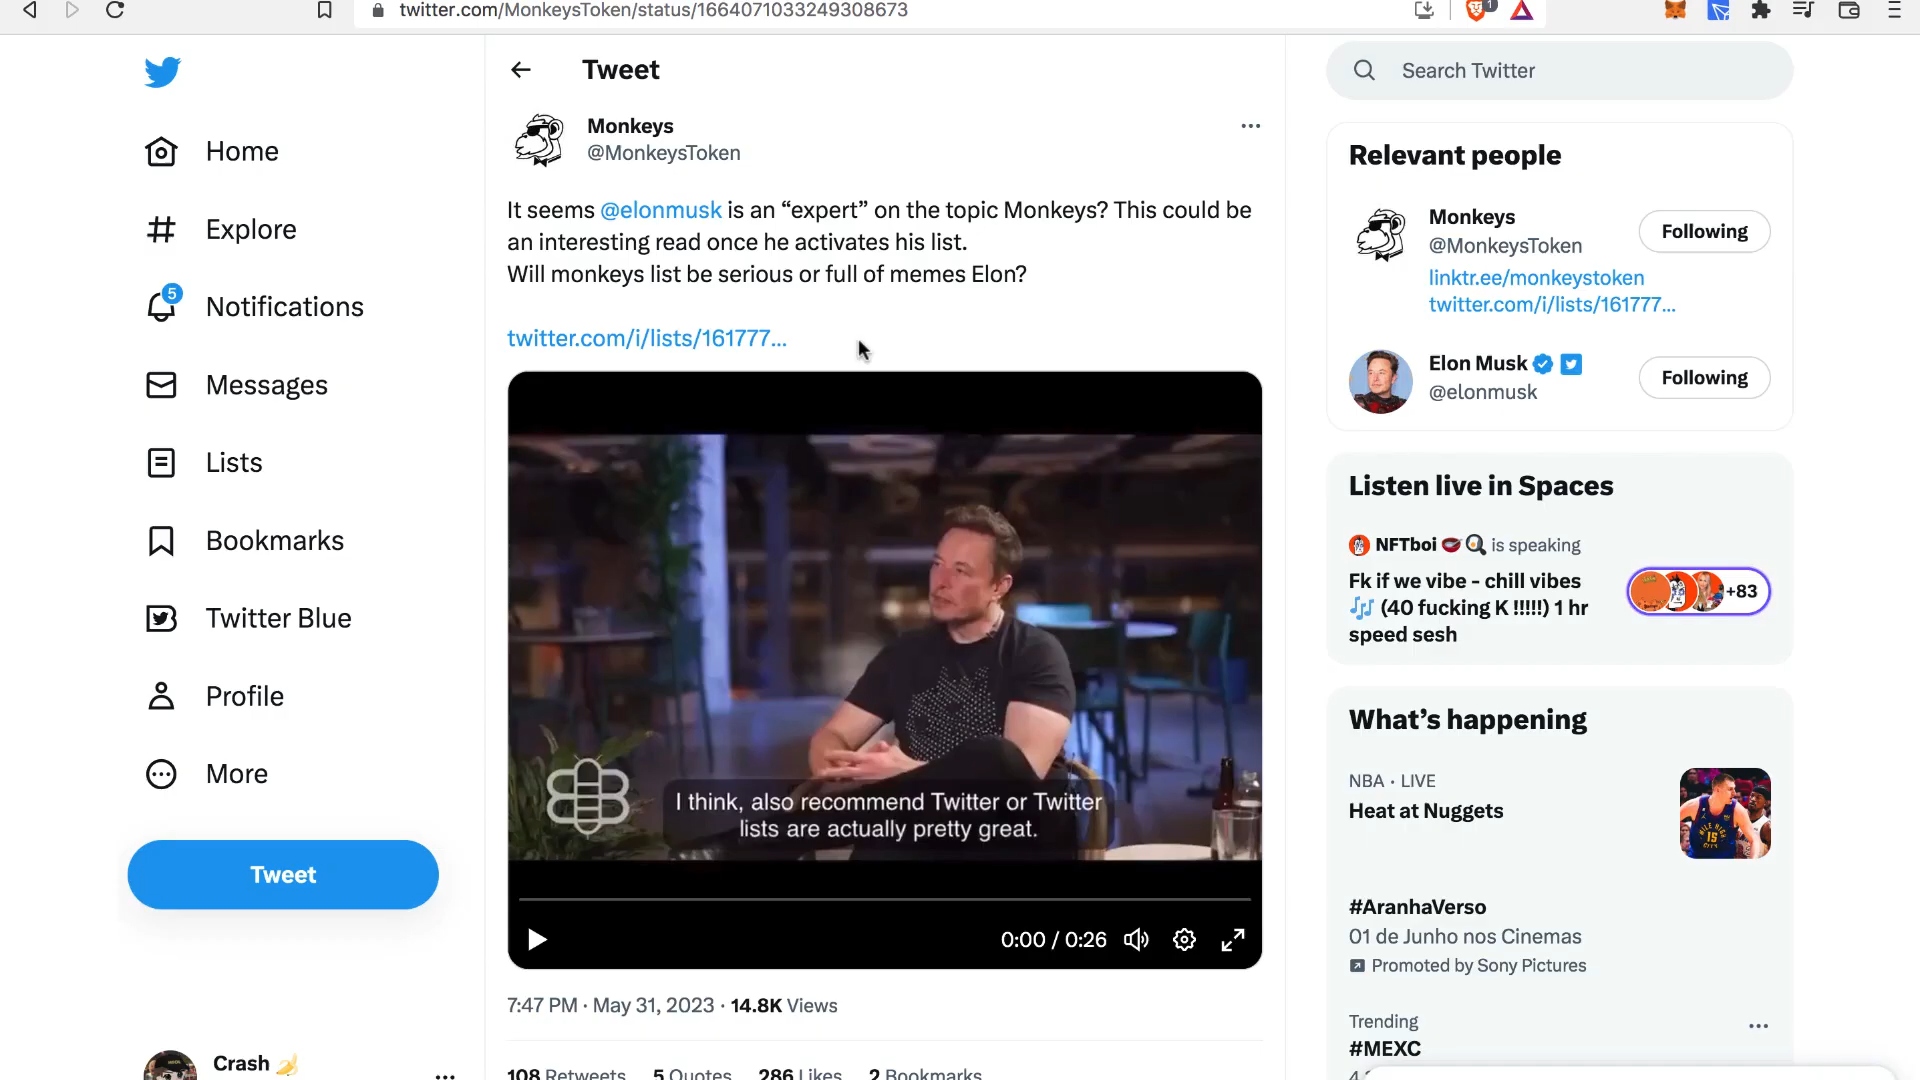 twitter.com/MonkeysToken/status/1664071033249308673
1
Home
Explore
5
Notifications
Messages
Lists
Bookmarks
Twitter Blue
Profile
More
Tweet
Crash
Tweet
Monkeys
@MonkeysToken
It seems @elonmusk is an “expert” on the topic Monkeys? This could be
an interesting read once he activates his list.
Will monkeys list be serious or full of memes Elon?
twitter.com/i/lists/161777...
I think, also recommend Twitter or Twitter
lists are actually pretty great.
0:00 / 0:26
7:47 PM · May 31, 2023 · 14.8K Views
108 Retweets 5 Quotes 286 Likes 2 Bookmarks
Search Twitter
Relevant people
Monkeys
@MonkeysToken
Following
linktr.ee/monkeystoken
twitter.com/i/lists/161777...
Elon Musk
@elonmusk
Following
Listen live in Spaces
NFTboi is speaking
Fk if we vibe - chill vibes
(40 fucking K !!!!!) 1 hr
speed sesh
+83
What’s happening
NBA · LIVE
Heat at Nuggets
15
#AranhaVerso
01 de Junho nos Cinemas
Promoted by Sony Pictures
Trending
#MEXC